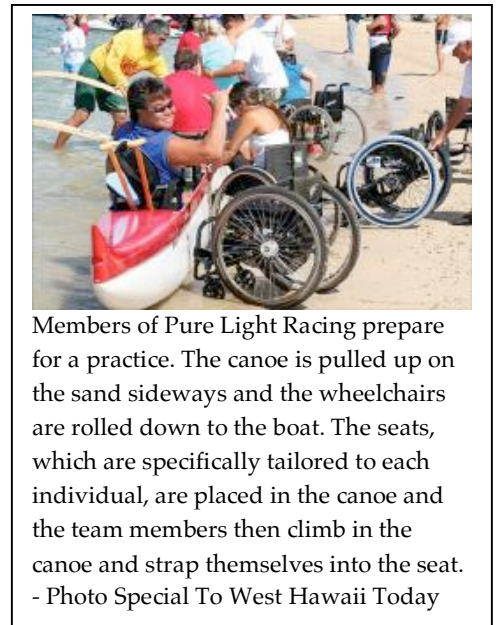 Members of Pure Light Racing prepare
for a practice. The canoe is pulled up on
the sand sideways and the wheelchairs
are rolled down to the boat. The seats,
which are specifically tailored to each
individual, are placed in the canoe and
the team members then climb in the
canoe and strap themselves into the seat.
- Photo Special To West Hawaii Today